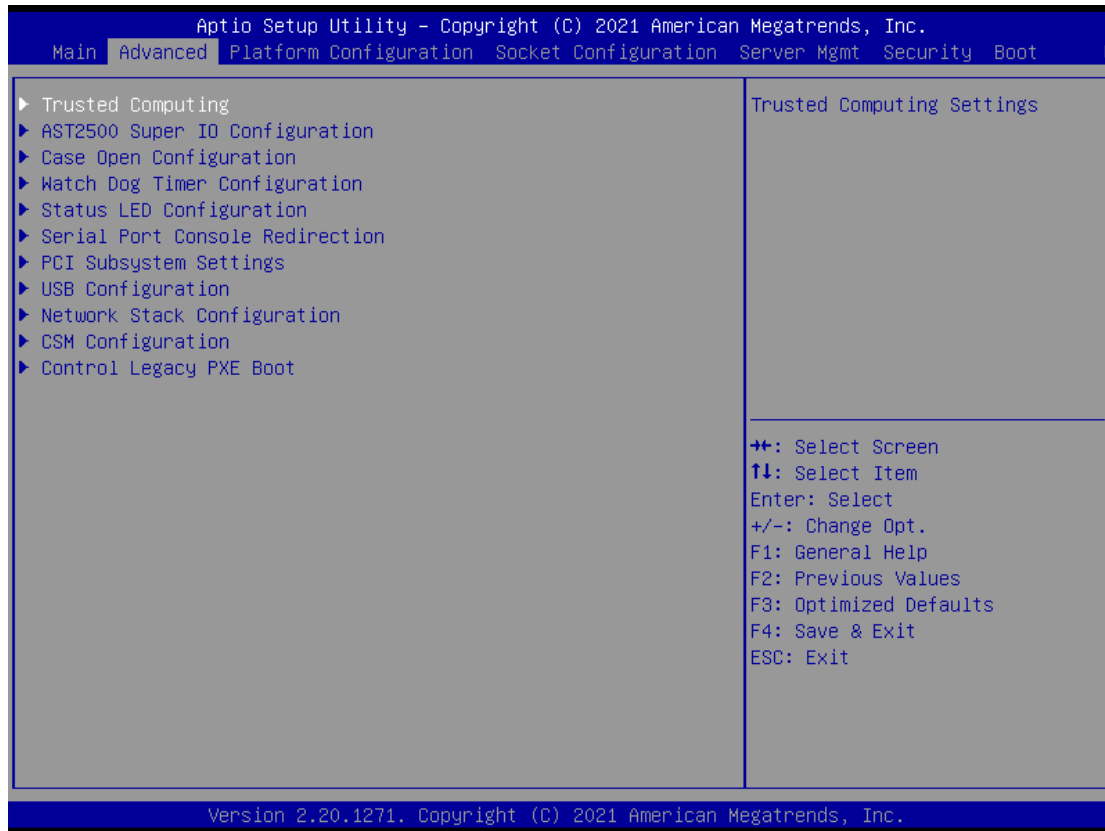 Aptio Setup Utility – Copyright (C) 2021 American Megatrends, Inc.
Main Advanced Platform Configuration Socket Configuration Server Mgmt Security Boot
▶ Trusted Computing
▶ AST2500 Super IO Configuration
▶ Case Open Configuration
▶ Watch Dog Timer Configuration
▶ Status LED Configuration
▶ Serial Port Console Redirection
▶ PCI Subsystem Settings
▶ USB Configuration
▶ Network Stack Configuration
▶ CSM Configuration
▶ Control Legacy PXE Boot
Trusted Computing Settings
→←: Select Screen
↑↓: Select Item
Enter: Select
+/-: Change Opt.
F1: General Help
F2: Previous Values
F3: Optimized Defaults
F4: Save & Exit
ESC: Exit
Version 2.20.1271. Copyright (C) 2021 American Megatrends, Inc.